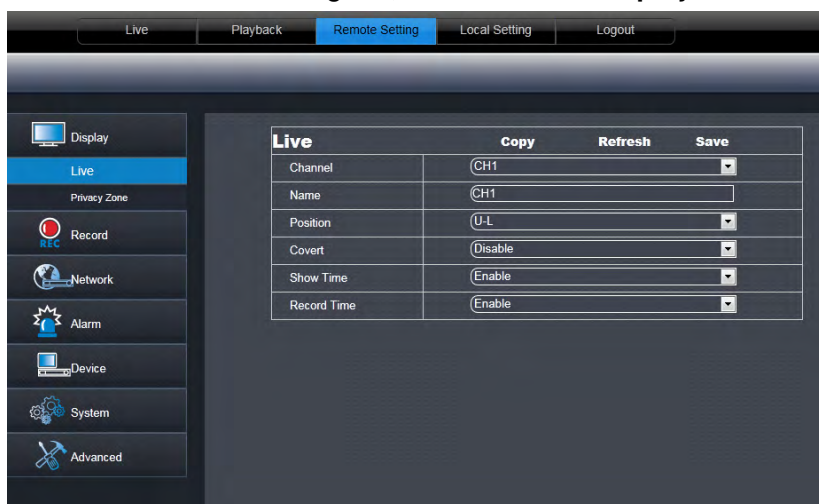 Live Playback Remote Setting Local Setting Logout
Display
Live
Privacy Zone
REC Record
Network
Alarm
Device
System
Advanced
Live Copy Refresh Save
Channel CH1
Name CH1
Position U-L
Covert Disable
Show Time Enable
Record Time Enable